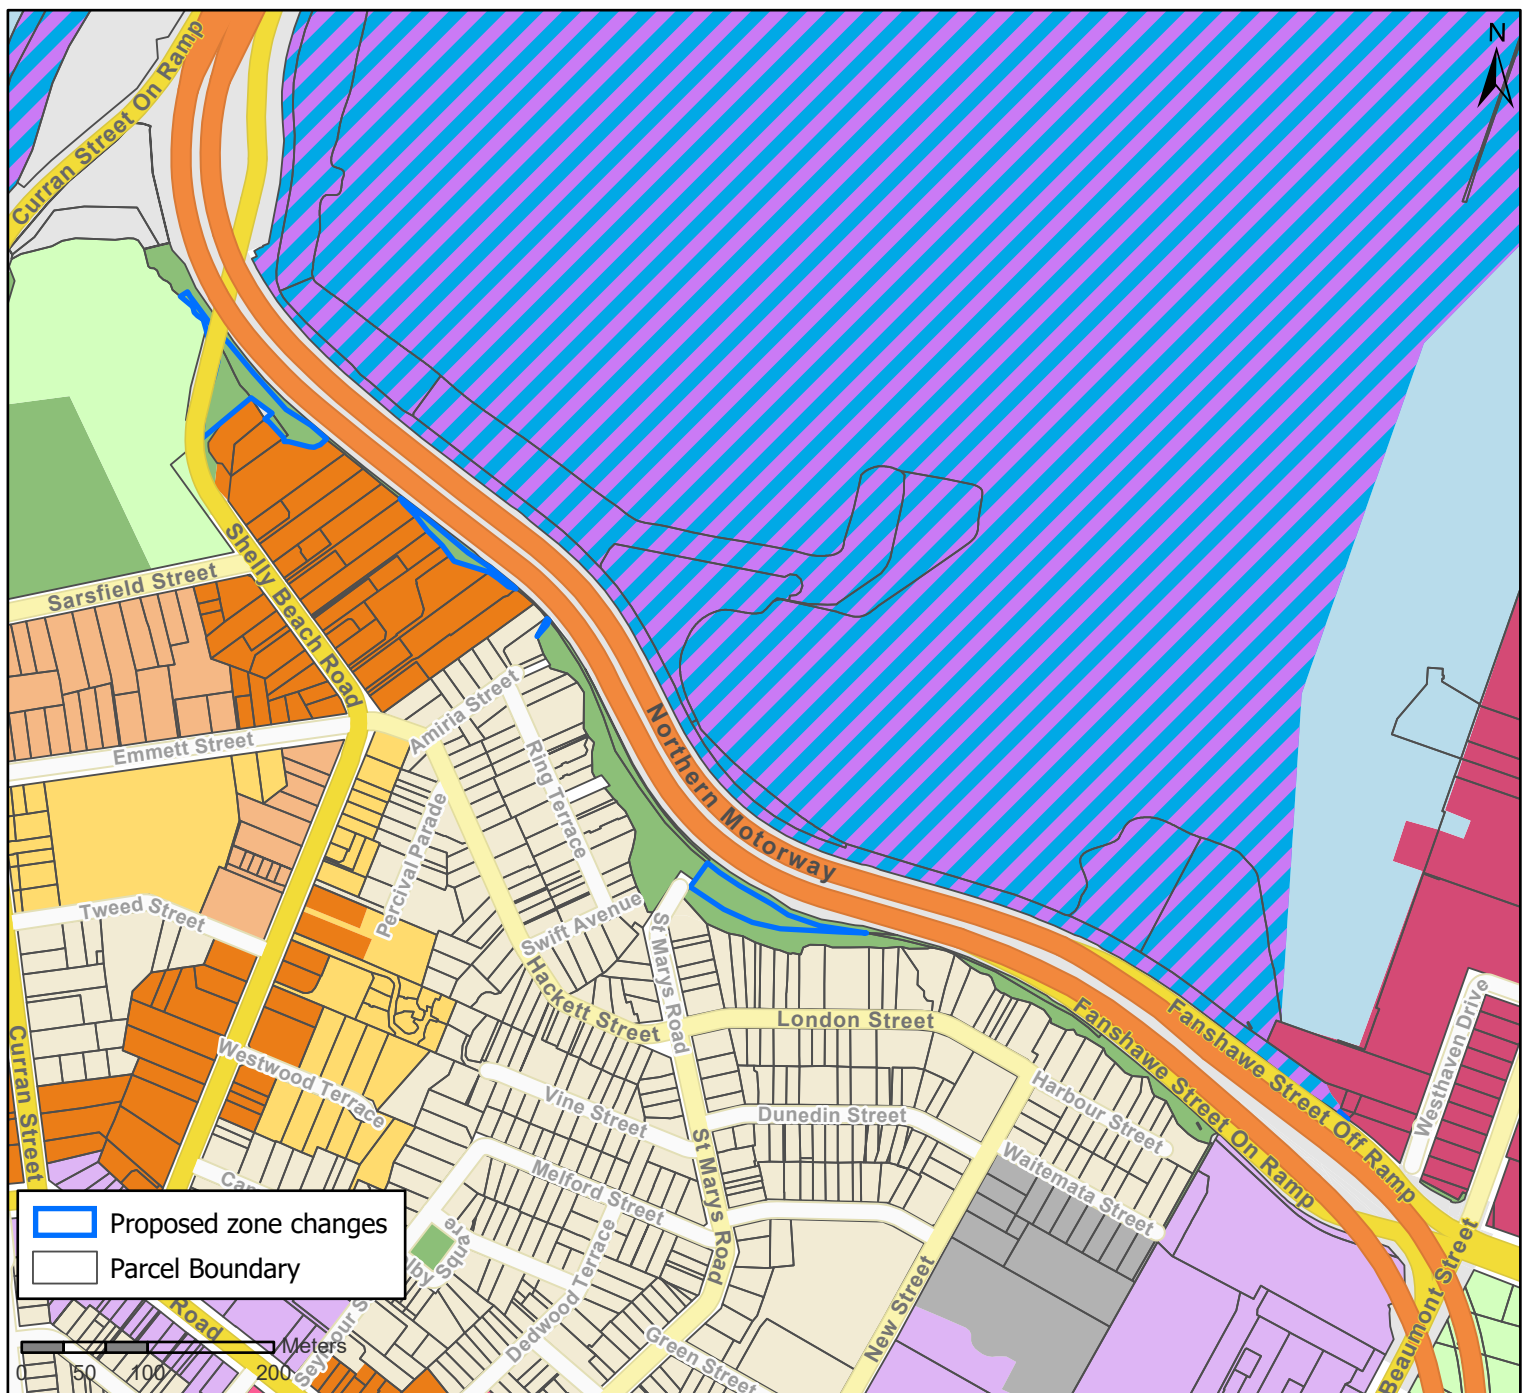 N
Curran Street On Ramp
Shelly Beach Road
Sarsfield Street
Emmett Street
Amiria Street
Ring Terrace
Northern Motorway
Percival Parade
Tweed Street
Swift Avenue
St Marys Road
Hackett Street
London Street
Fanshawe Street On Ramp
Fanshawe Street Off Ramp
Westhaven Drive
Curran Street
Westwood Terrace
Vine Street
Dunedin Street
Harbour Street
Waitemata Street
St Marys Road
Melford Street
Dedwood Terrace
New Street
Green Street
Beaumont Street
Road
Proposed zone changes
Parcel Boundary
Meters
0 50 100 200